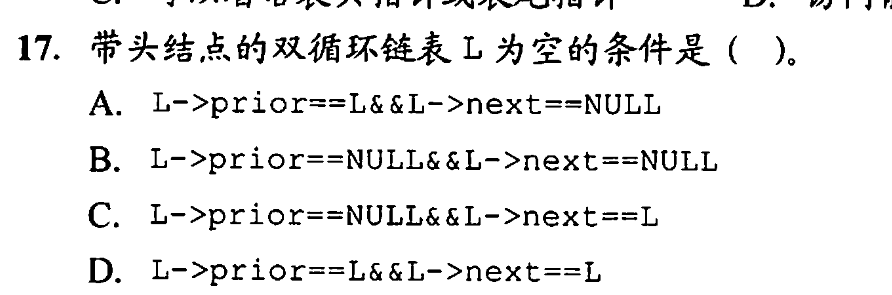 17. 带头结点的双循环链表 L 为空的条件是 ( )。
A. L->prior==L&&L->next==NULL
B. L->prior==NULL&&L->next==NULL
C. L->prior==NULL&&L->next==L
D. L->prior==L&&L->next==L